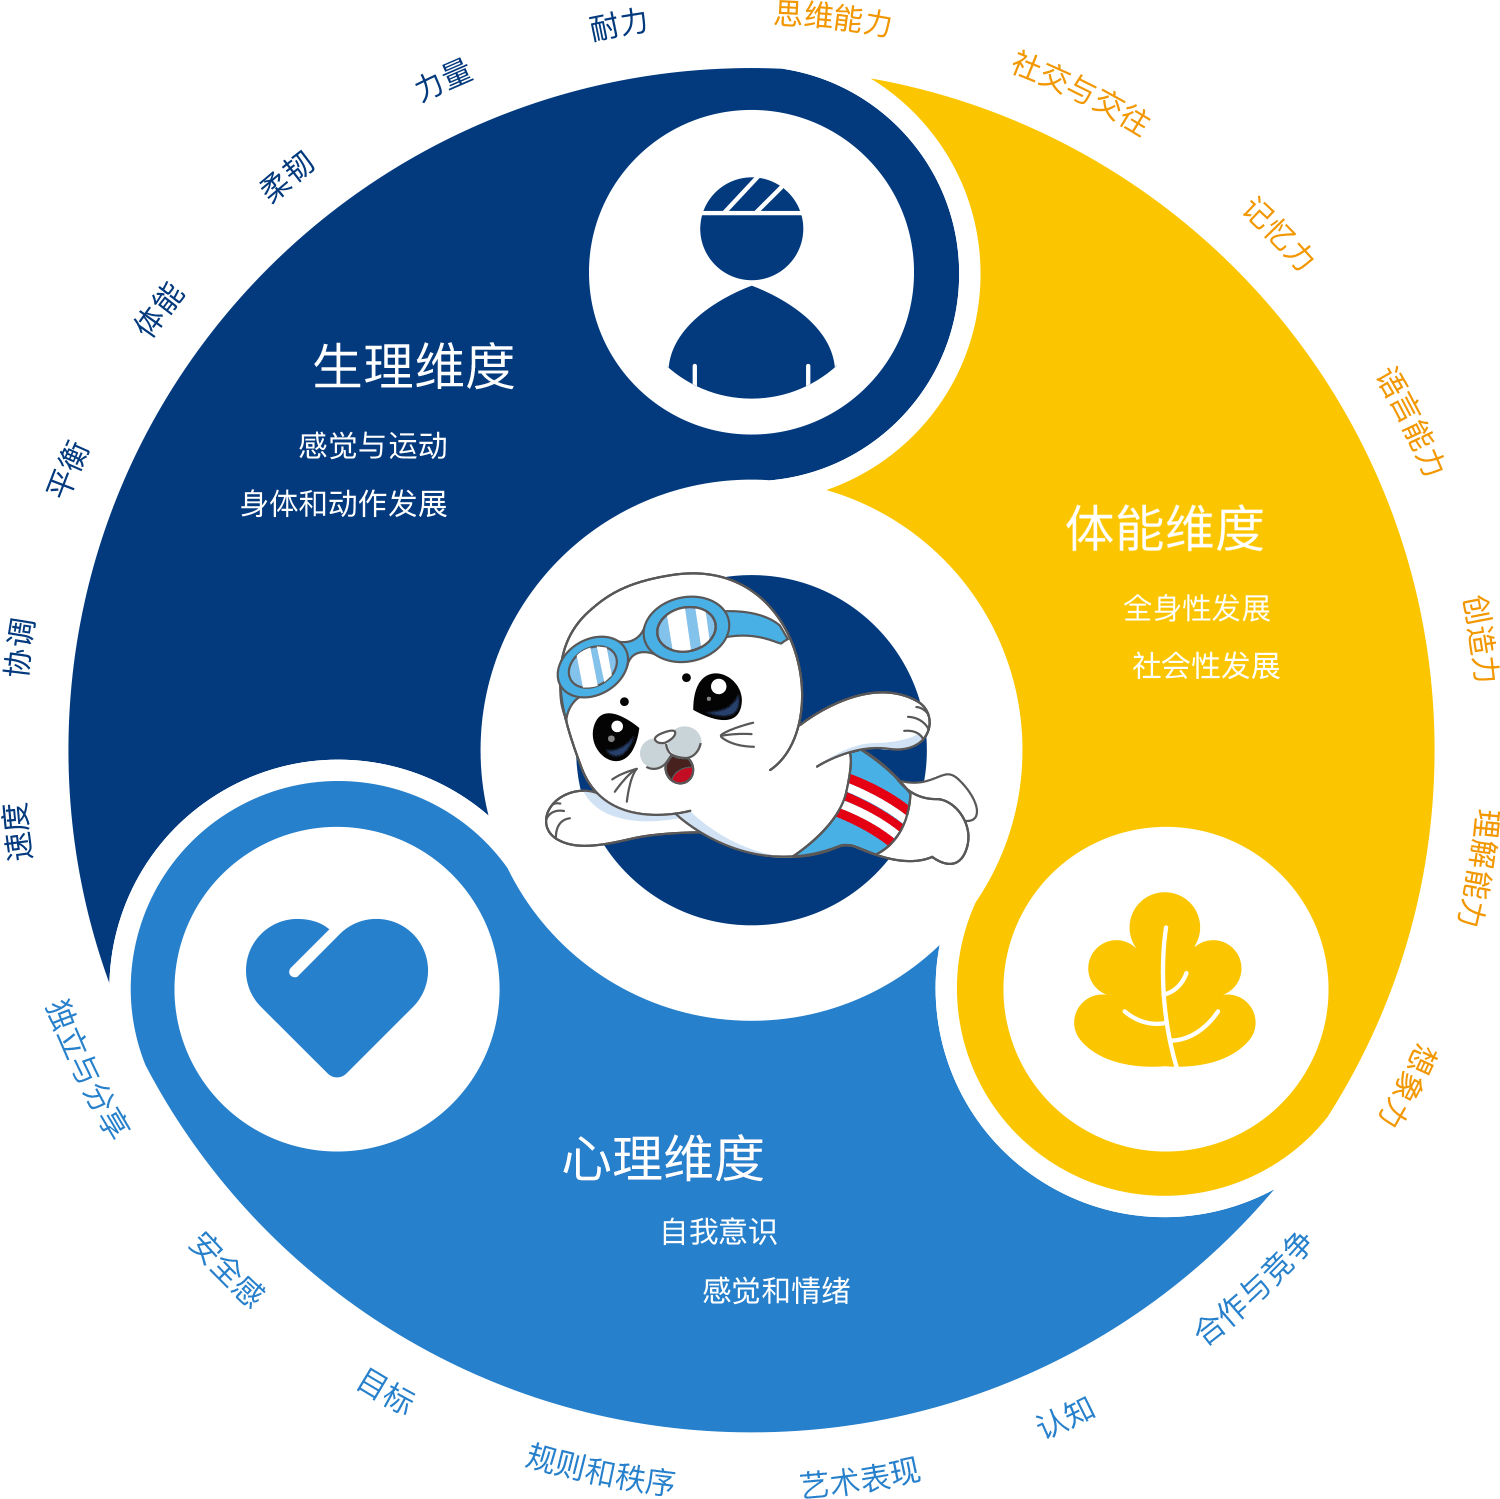 耐力
力量
柔韧
体能
平衡
协调
速度
思维能力
社交与交往
记忆力
语言能力
创造力
理解能力
想象力
生理维度
感觉与运动
身体和动作发展
体能维度
全身性发展
社会性发展
心理维度
自我意识
感觉和情绪
独立与分享
安全感
目标
规则和秩序
艺术表现
认知
合作与竞争